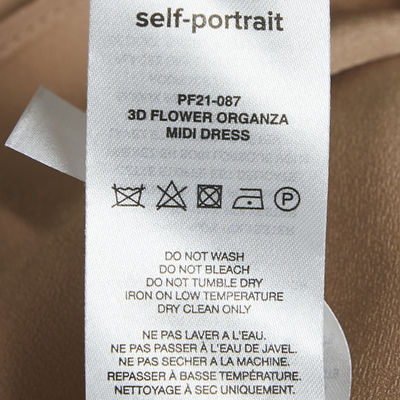 self-portrait
PF21-087
3D FLOWER ORGANZA
MIDI DRESS
P
DO NOT WASH
DO NOT BLEACH
DO NOT TUMBLE DRY
IRON ON LOW TEMPERATURE
DRY CLEAN ONLY
NE PAS LAVER A L'EAU.
NE PAS PASSER À L'EAU DE JAVEL.
NE PAS SECHER A LA MACHINE.
REPASSER À BASSE TEMPÉRATURE.
NETTOYAGE À SEC UNIQUEMENT.